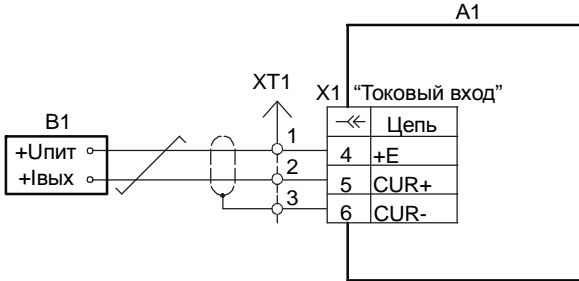 A1
XT1
X1 “Токовый вход”
B1
Цепь
+Uпит
1
4 +E
+Iвых
2
5 CUR+
3
6 CUR-